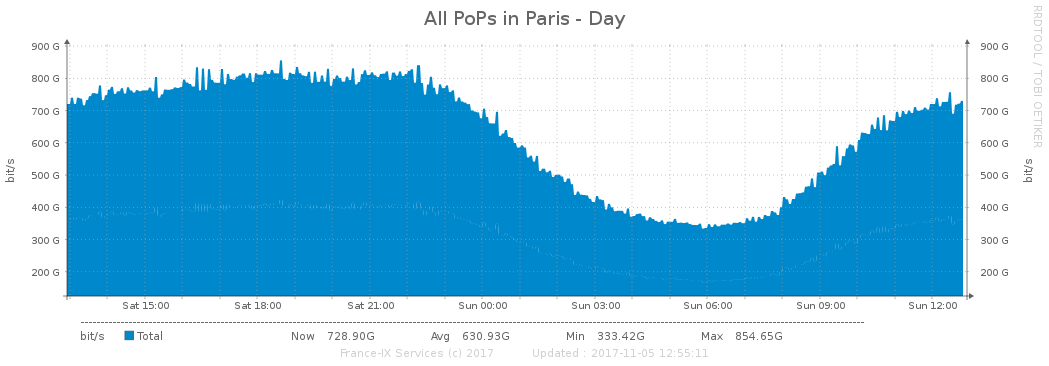 All PoPs in Paris - Day
RRDTOOL / TOBI OETIKER
900 G 900 G
800 G 800 G
700 G 700 G
600 G 600 G
500 G 500 G
400 G 400 G
300 G 300 G
200 G 200 G
bit/s bit/s
Sat 15:00 Sat 18:00 Sat 21:00 Sun 00:00 Sun 03:00 Sun 06:00 Sun 09:00 Sun 12:00
bit/s Total Now 728.90G Avg 630.93G Min 333.42G Max 854.65G
France-IX Services (c) 2017 Updated : 2017-11-05 12:55:11